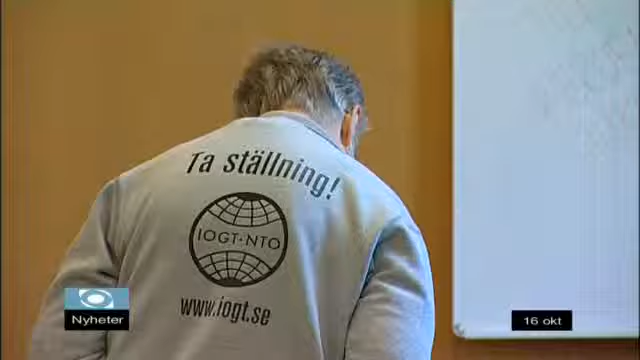 Ta ställning!
IOGT-NTO
www.iogt.se
Nyheter
16 okt